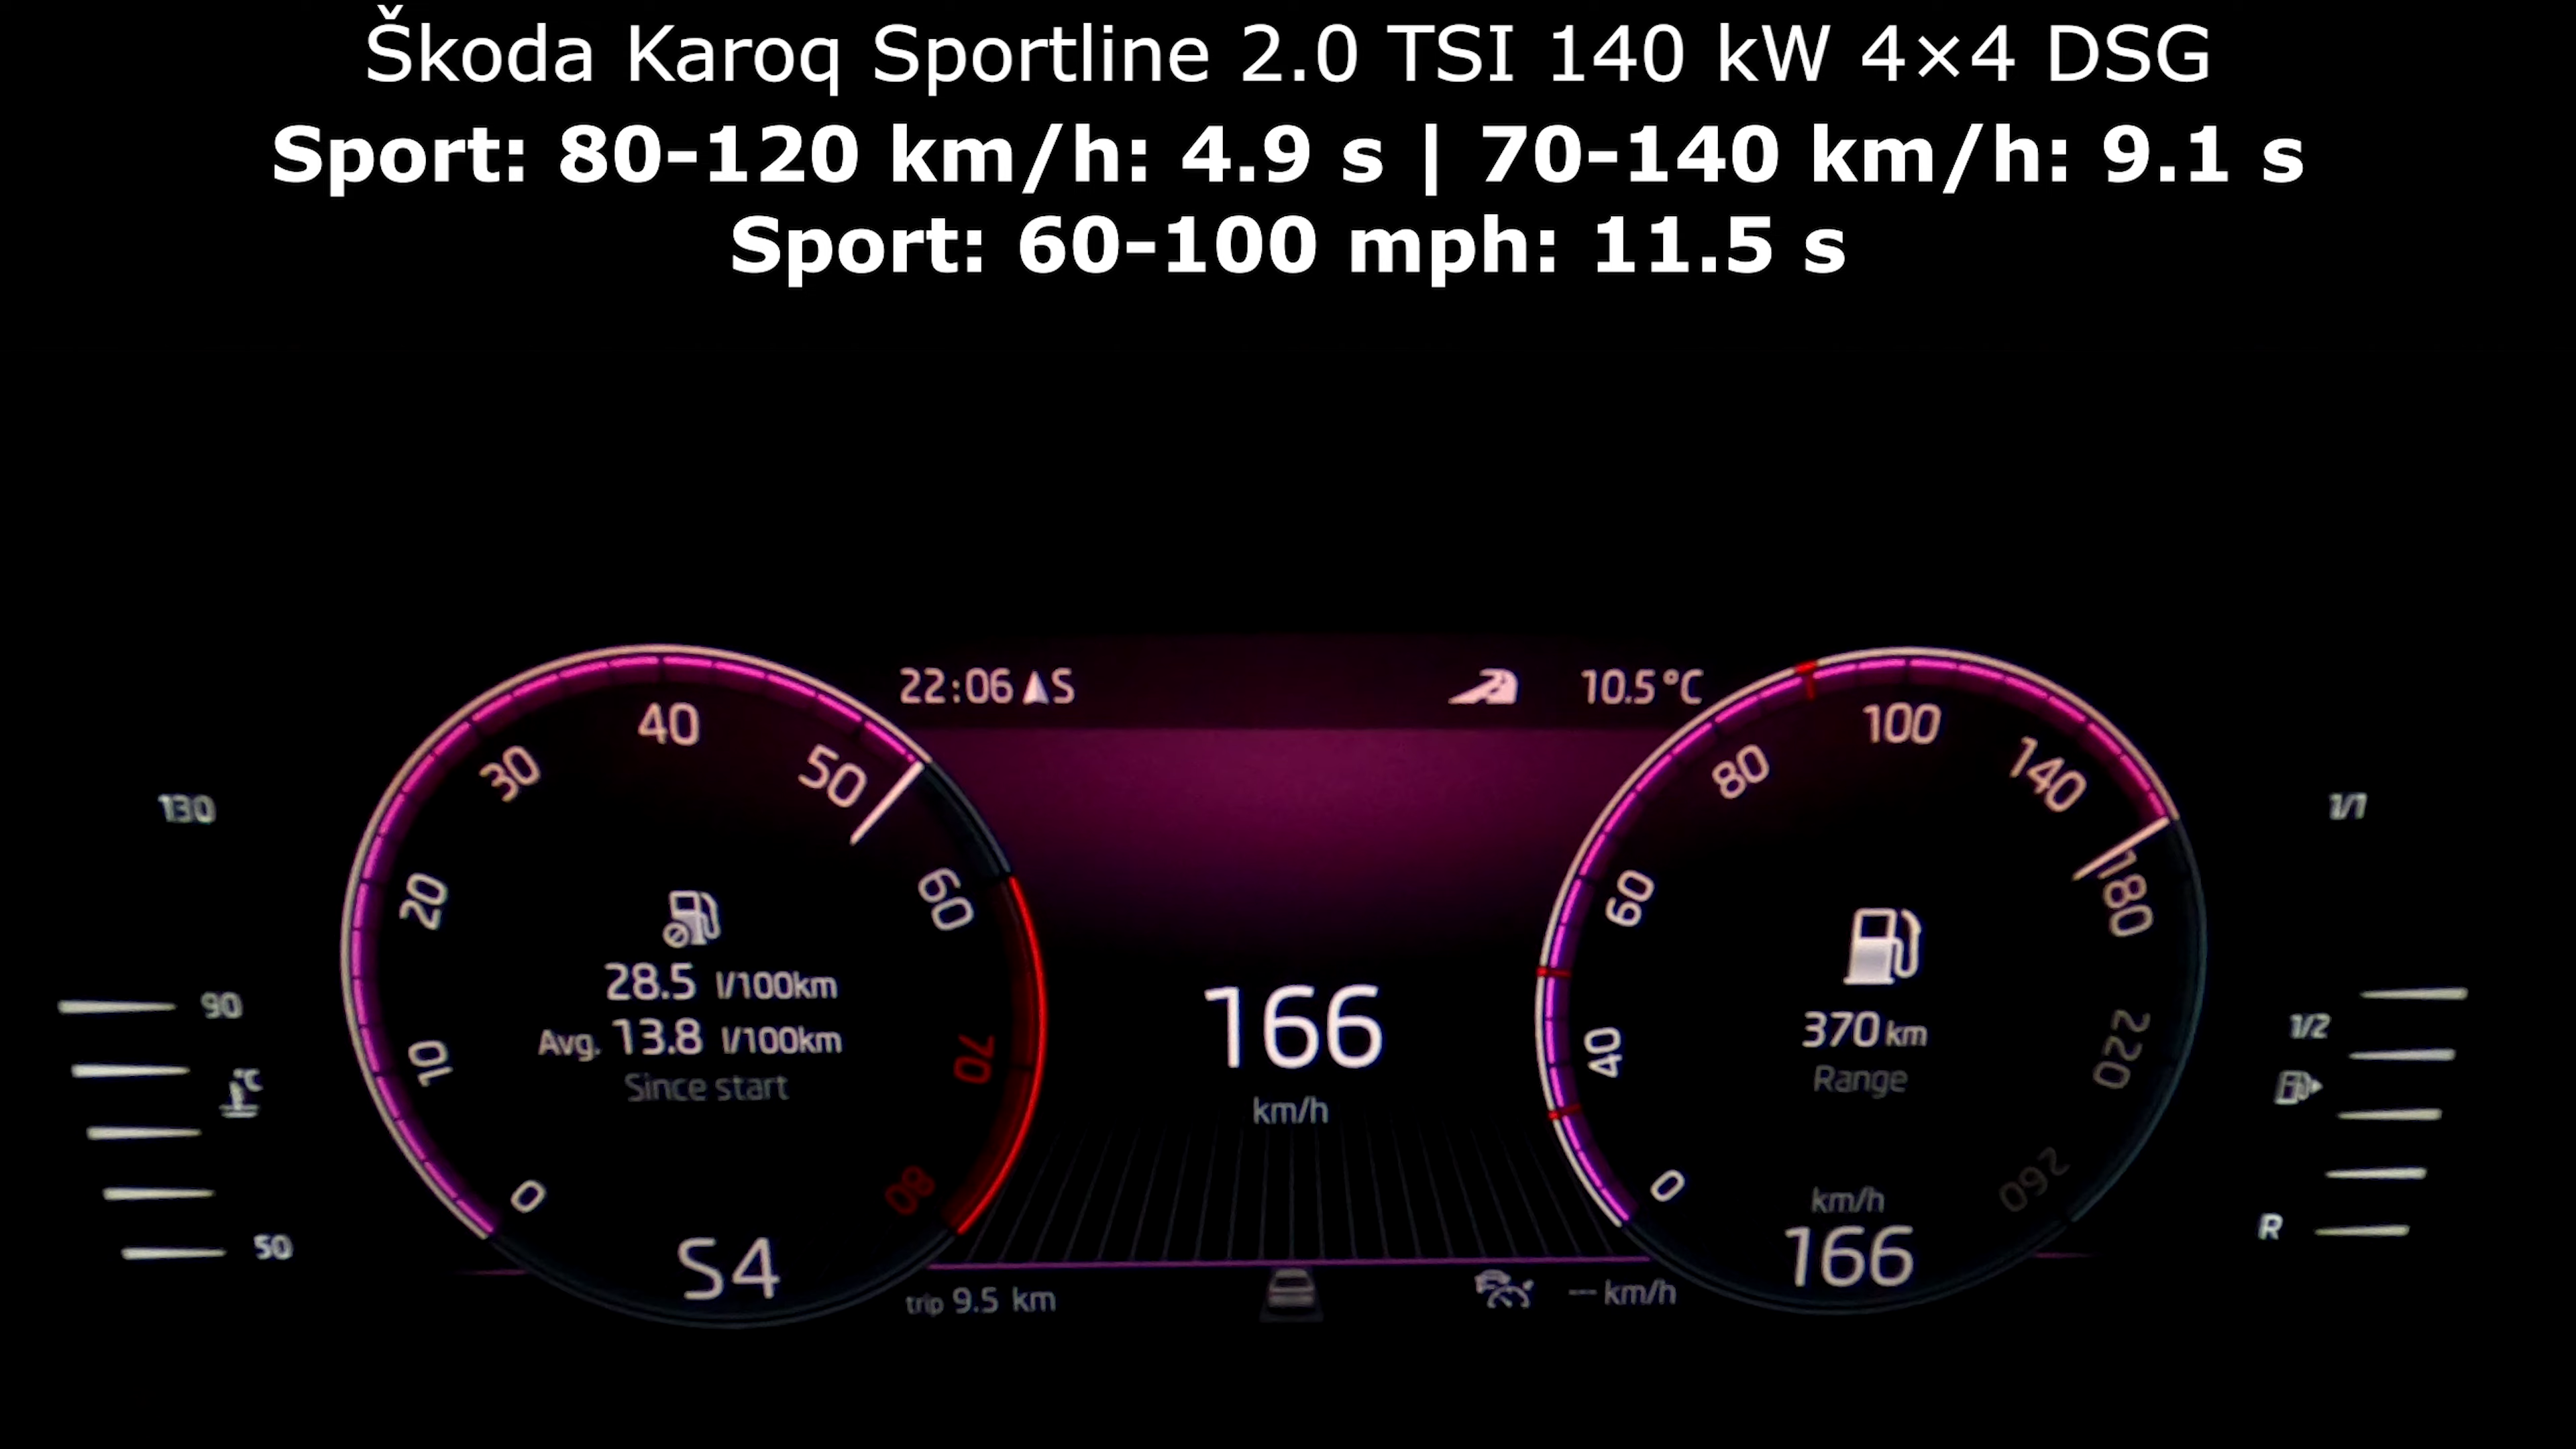 Škoda Karoq Sportline 2.0 TSI 140 kW 4×4 DSG
Sport: 80-120 km/h: 4.9 s | 70-140 km/h: 9.1 s
Sport: 60-100 mph: 11.5 s
22:06 S
10.5°C
130
90
°C
50
0
10
20
30
40
50
60
70
80
28.5 l/100km
Avg. 13.8 l/100km
Since start
S4
166
km/h
trip 9.5 km
--- km/h
0
40
60
80
100
140
180
220
260
370 km
Range
km/h
166
1/1
1/2
R